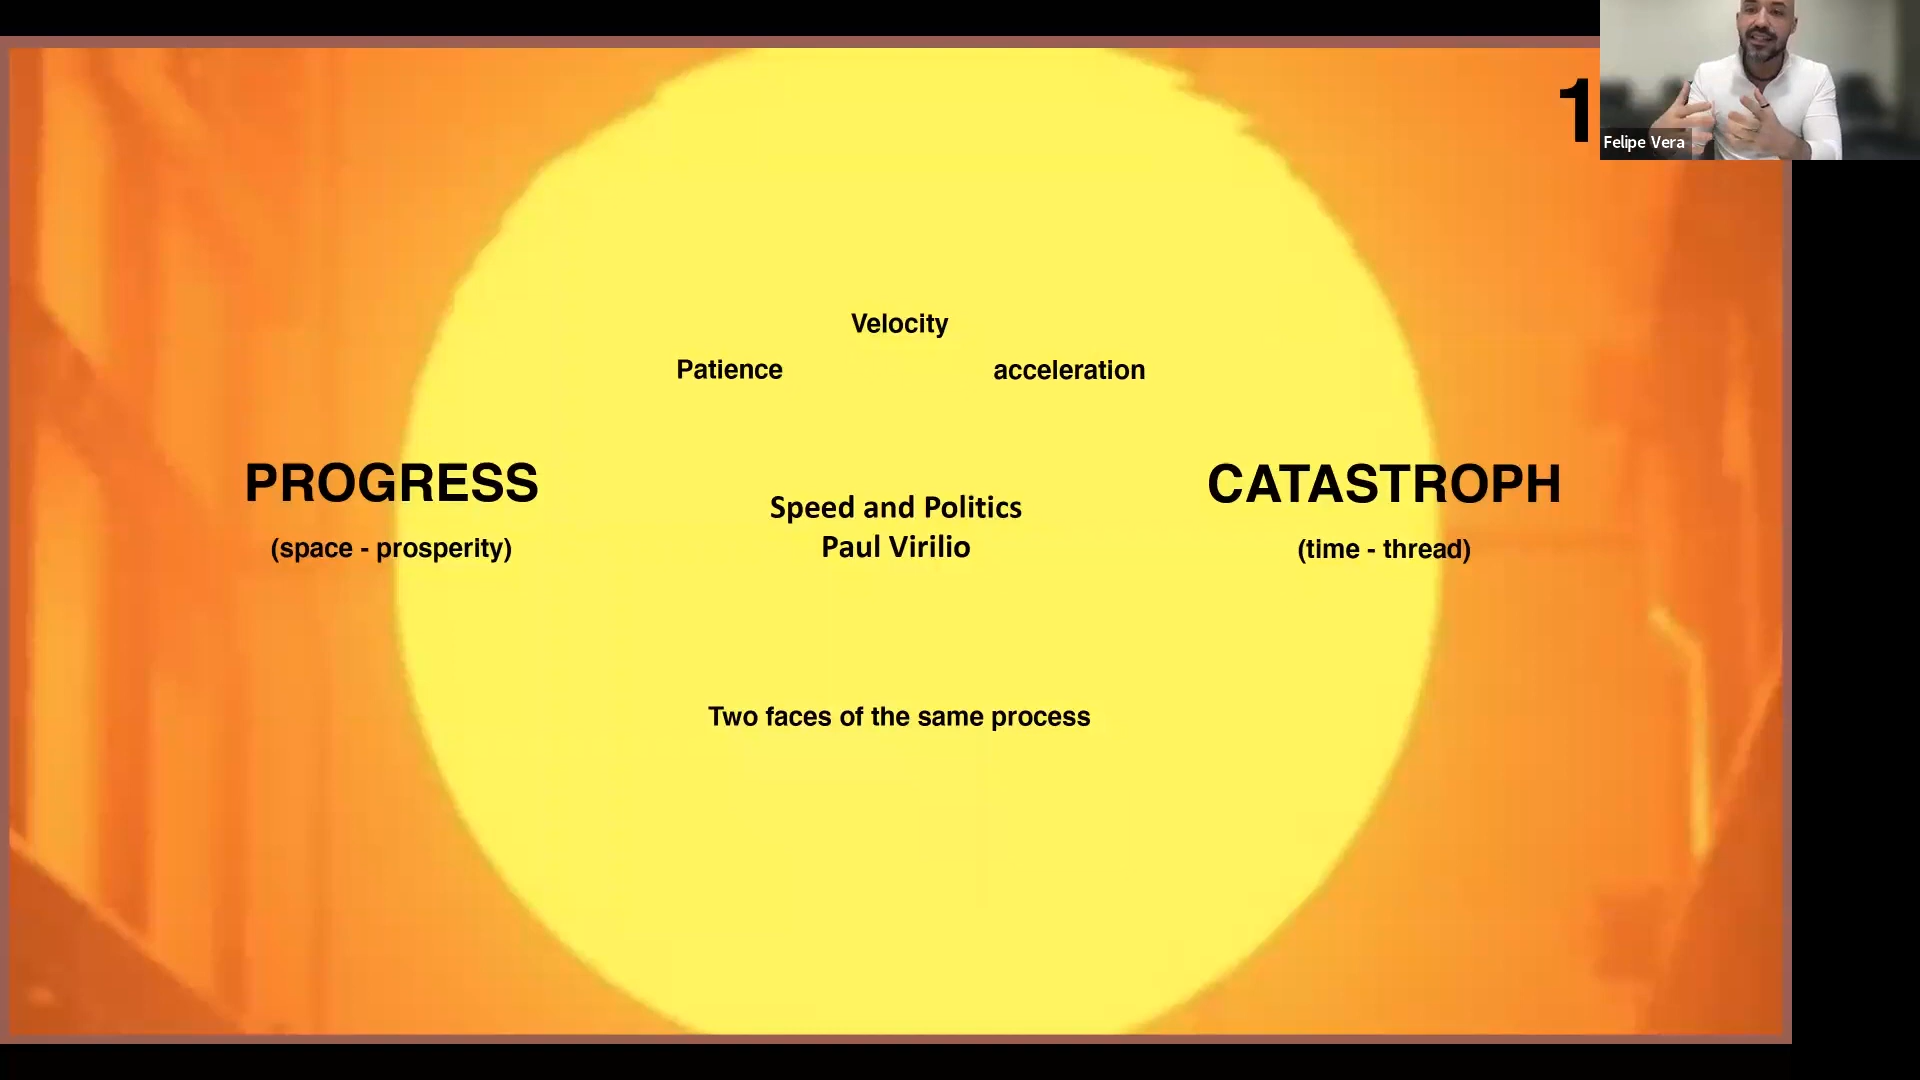 1
Felipe Vera
Velocity
Patience
acceleration
PROGRESS
CATASTROPH
(space - prosperity)
(time - thread)
Speed and Politics
Paul Virilio
Two faces of the same process